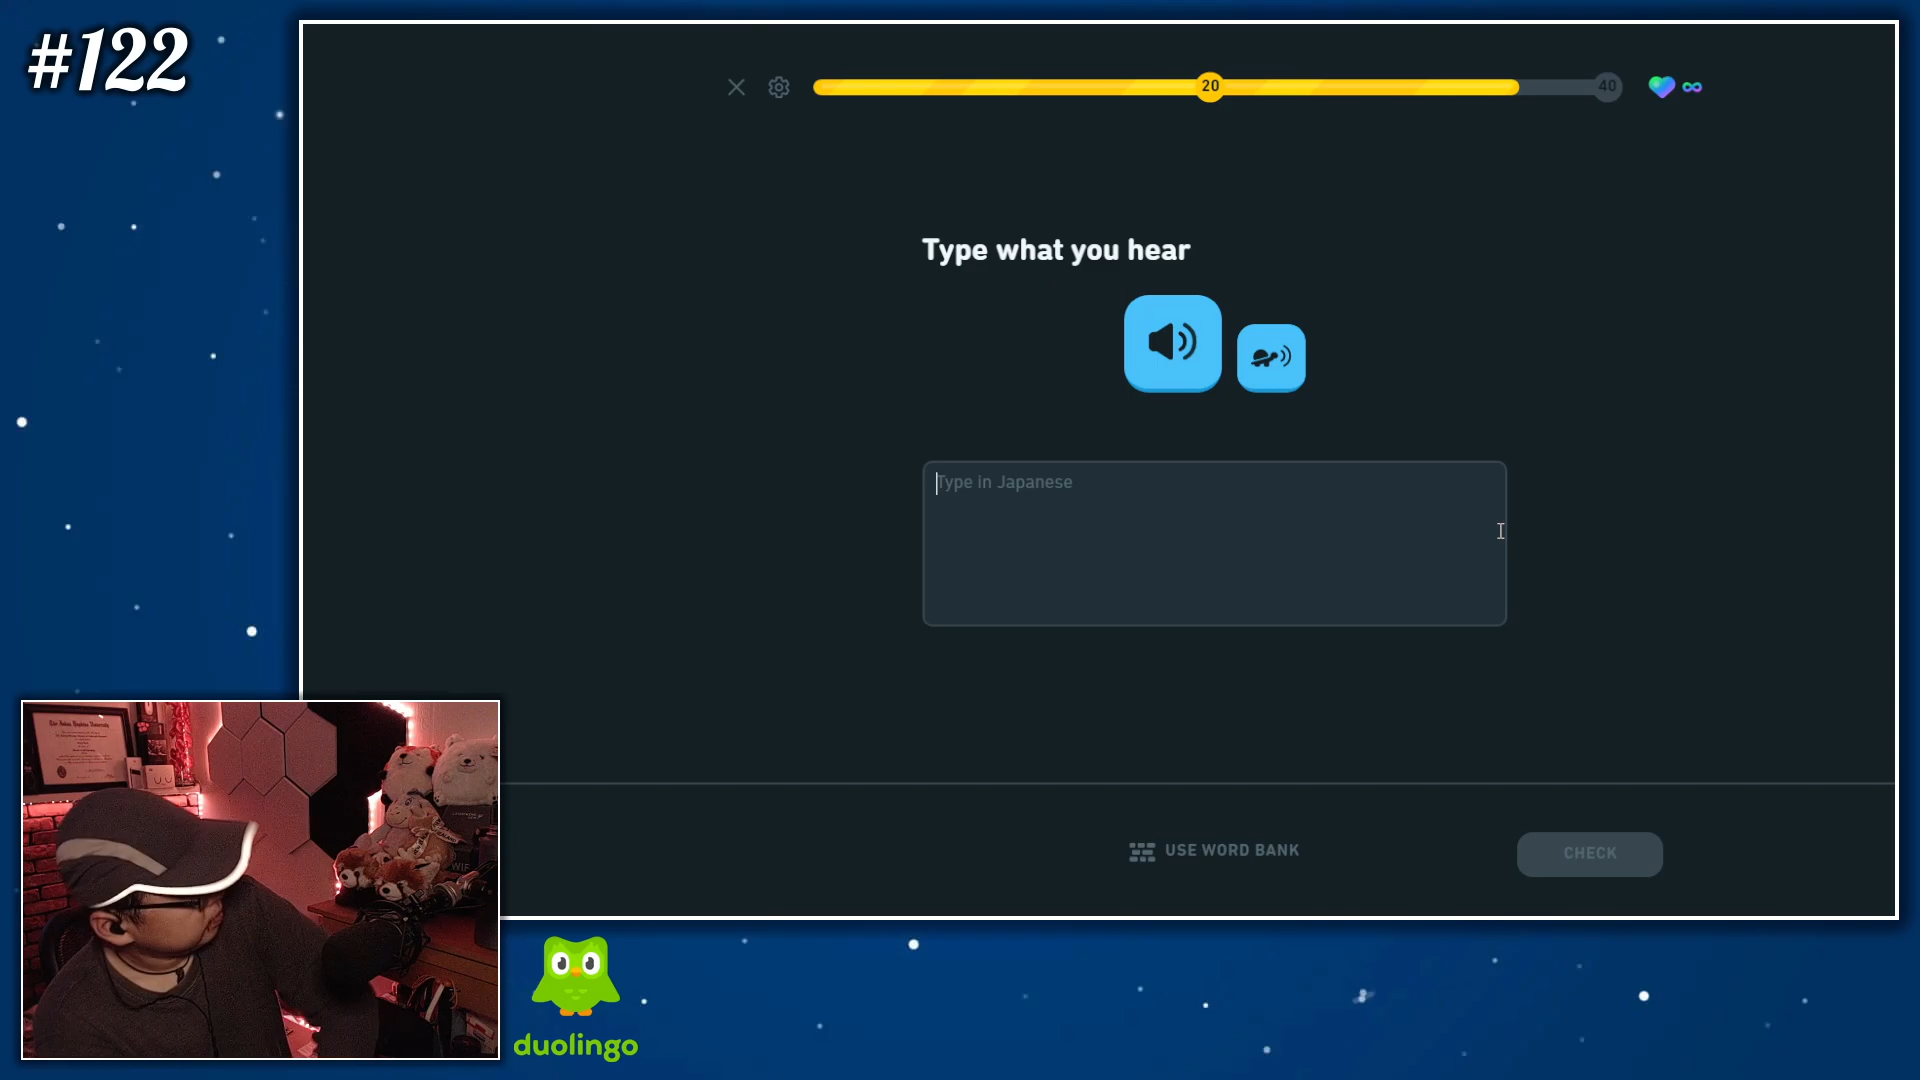 #122
20
40
Type what you hear
Type in Japanese
USE WORD BANK
CHECK
duolingo